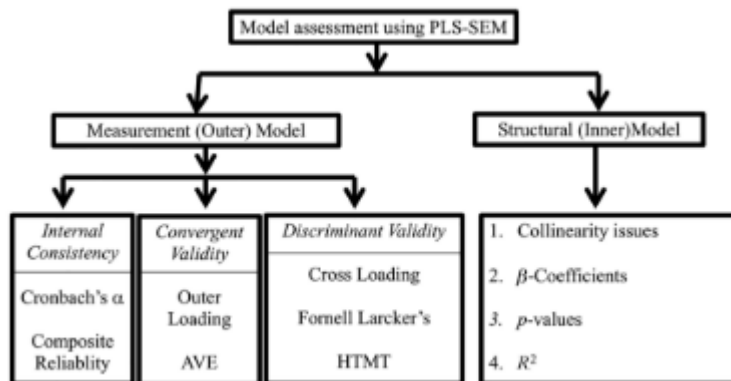 Model assessment using PLS-SEM
Measurement (Outer) Model
Structural (Inner)Model
Internal
Consistency
Cronbach's α
Composite
Reliablity
Convergent
Validity
Outer
Loading
AVE
Discriminant Validity
Cross Loading
Fornell Larcker's
HTMT
1. Collinearity issues
2. β-Coefficients
3. p-values
4. R²